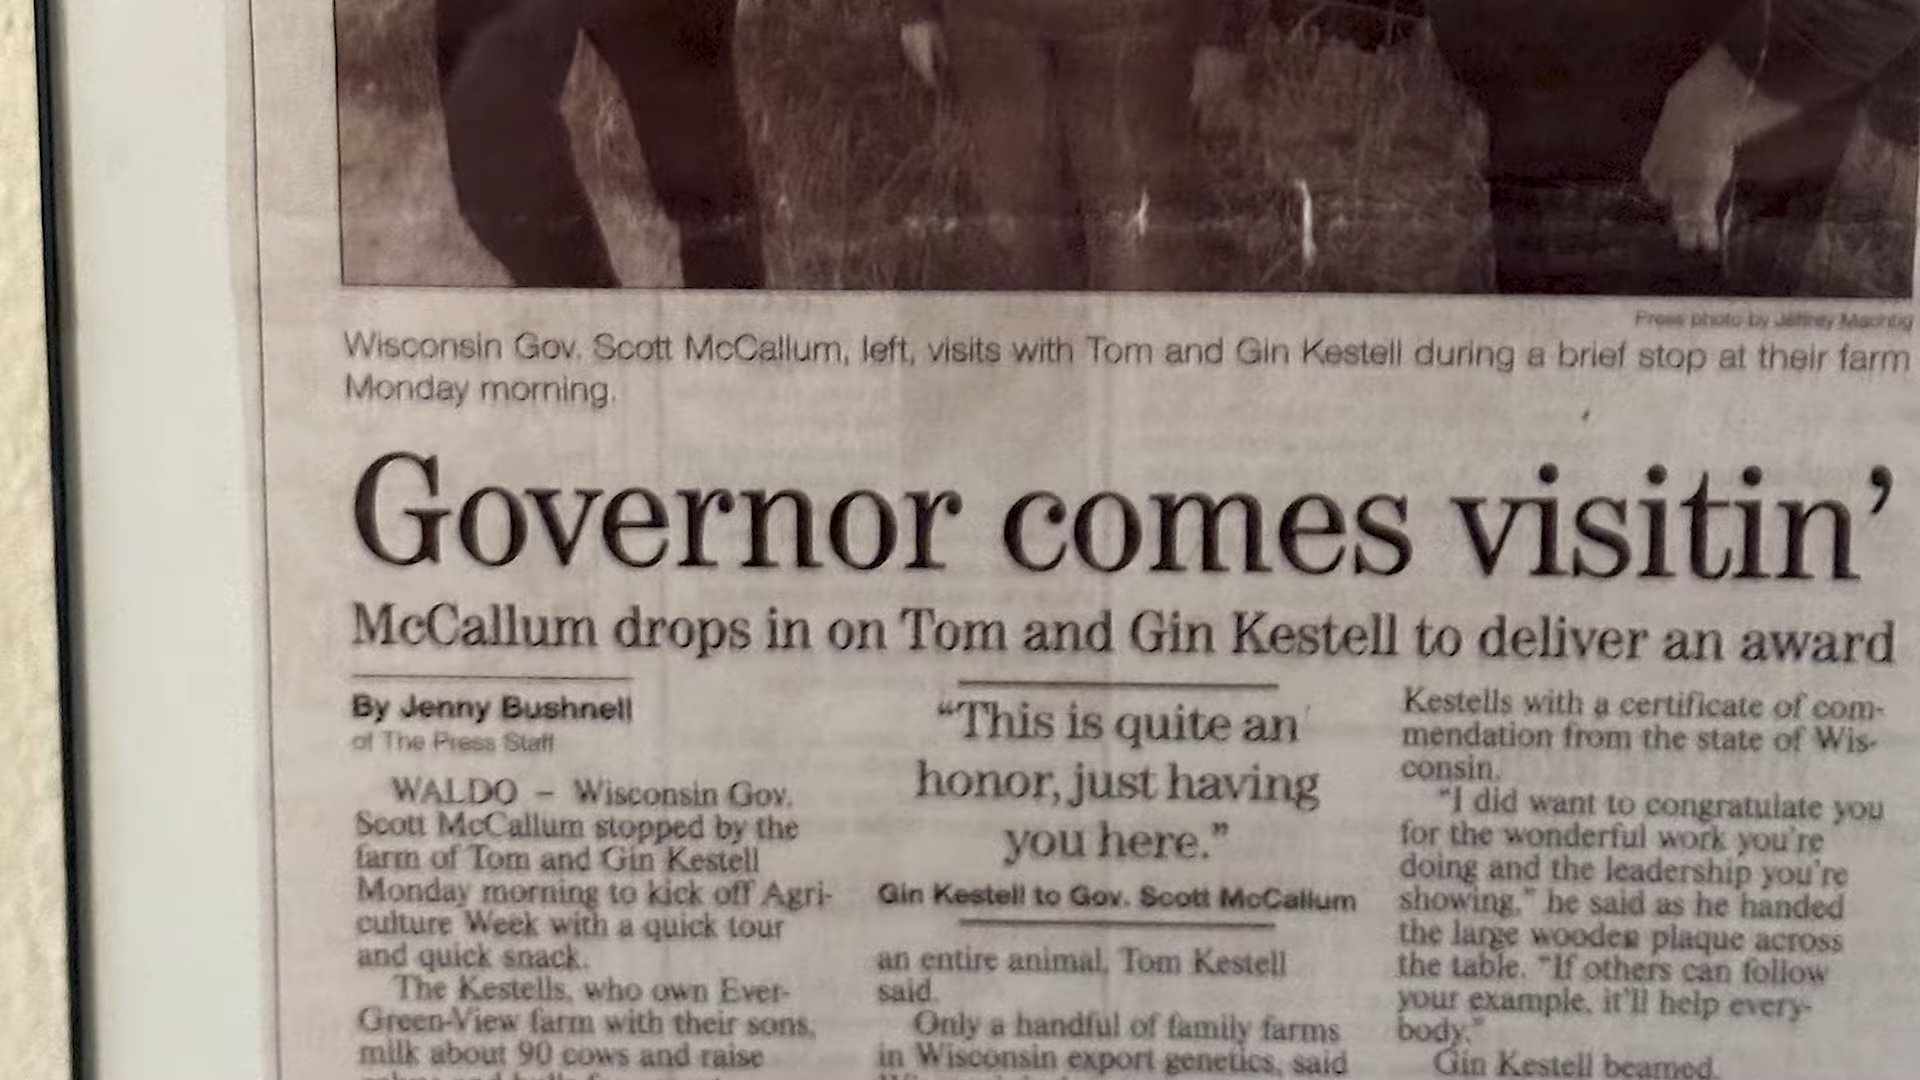 Press photo by Jeffrey Machtig
Wisconsin Gov. Scott McCallum, left, visits with Tom and Gin Kestell during a brief stop at their farm
Monday morning.
Governor comes visitin'
McCallum drops in on Tom and Gin Kestell to deliver an award
By Jenny Bushnell
of The Press Staff
WALDO – Wisconsin Gov.
Scott McCallum stopped by the
farm of Tom and Gin Kestell
Monday morning to kick off Agri-
culture Week with a quick tour
and quick snack.
The Kestells, who own Ever-
Green-View farm with their sons,
milk about 90 cows and raise
“This is quite an
honor, just having
you here.”
Gin Kestell to Gov. Scott McCallum
an entire animal, Tom Kestell
said.
Only a handful of family farms
in Wisconsin export genetics, said
Kestells with a certificate of com-
mendation from the state of Wis-
consin.
“I did want to congratulate you
for the wonderful work you're
doing and the leadership you're
showing,” he said as he handed
the large wooden plaque across
the table. “If others can follow
your example, it'll help every-
body.”
Gin Kestell beamed.